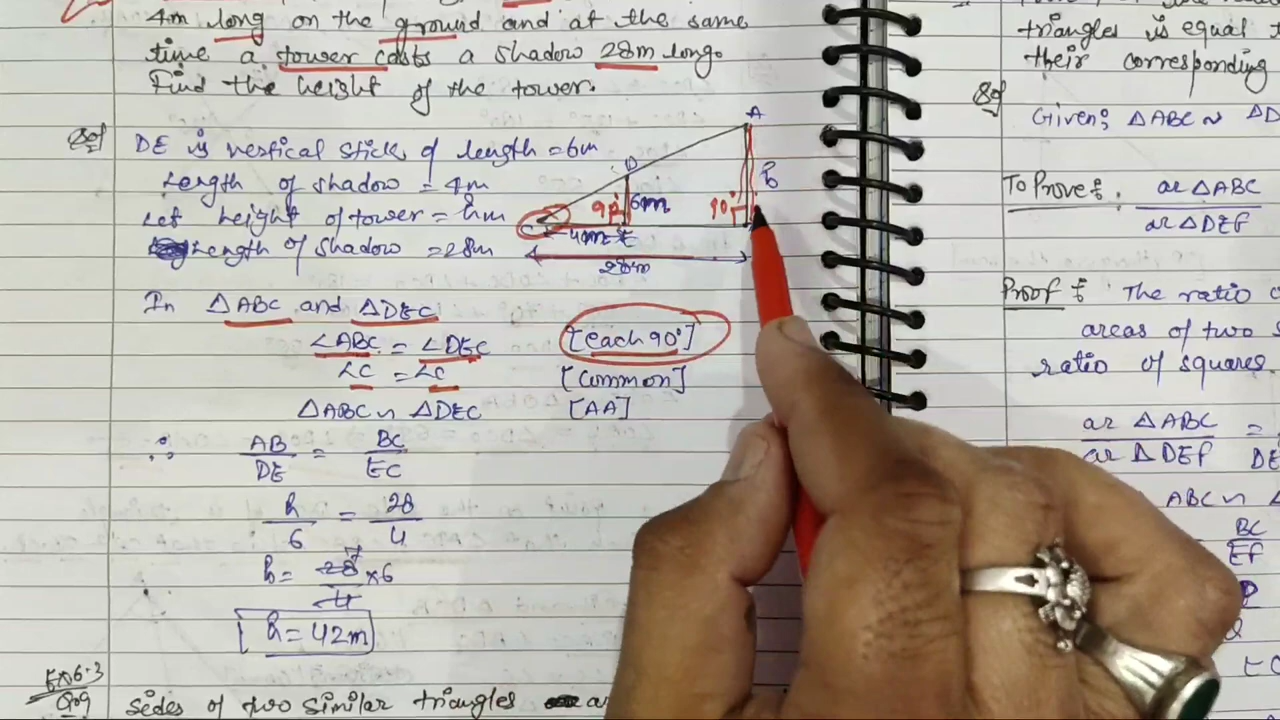 4m long on the ground and at the same
time a tower casts a shadow 28m long.
Find the height of the tower.
Sol
DE is vertical stick of length = 6m
Length of shadow = 4m
Let height of tower = hm
Length of shadow = 28m
A
D
h
90°
6m
90°
C
4m
E
28m
In △ABC and △DEC
∠ABC = ∠DEC [each 90°]
∠C = ∠C [Common]
△ABC ~ △DEC [AA]
∴ AB/DE = BC/EC
h/6 = 28/4
h = 28/4 × 6
7
h = 42m
Ex 6.3
Q9
sides of two similar triangles
triangles is equal
their corresponding
Sol
Given: △ABC ~
To Prove: ar △ABC / ar △DEF
Proof: The ratio
areas of two
ratio of squares
ar △ABC / ar △DEF =
ABC ~
BC
EF